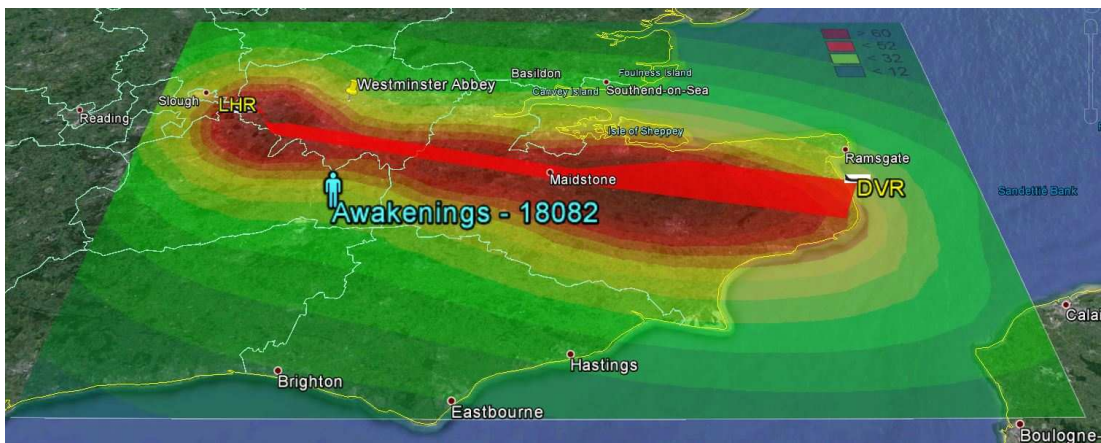 > 60
< 52
< 32
< 12
Westminster Abbey
Basildon
Foulness Island
Canvey Island
Southend-on-Sea
Slough
LHR
Reading
Isle of Sheppey
Ramsgate
Maidstone
DVR
Sandettié Bank
Awakenings - 18082
Calai
Hastings
Brighton
Eastbourne
Boulogne-